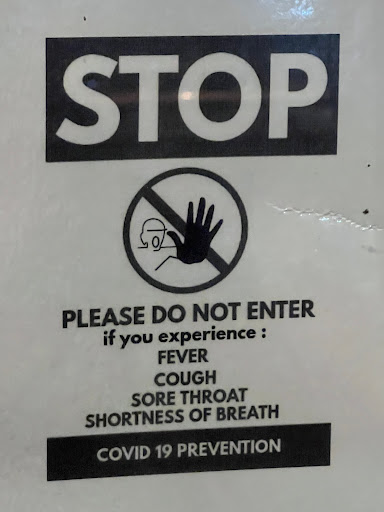 STOP
PLEASE DO NOT ENTER
if you experience :
FEVER
COUGH
SORE THROAT
SHORTNESS OF BREATH
COVID 19 PREVENTION